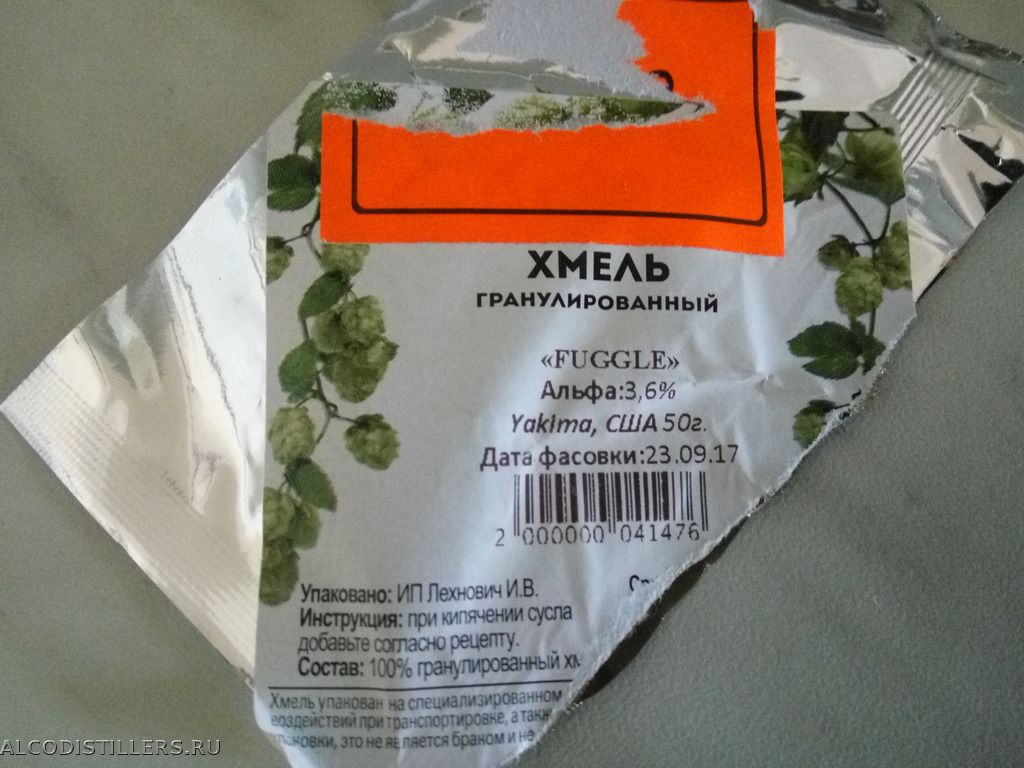 ХМЕЛЬ
ГРАНУЛИРОВАННЫЙ
«FUGGLE»
Альфа:3,6%
Yakima, США 50г.
Дата фасовки:23.09.17
2 000000 041476
Упаковано: ИП Лехнович И.В.
Инструкция: при кипячении сусла
добавьте согласно рецепту.
Состав: 100% гранулированный
Хмель упакован на специализированном
воздействий при транспортировке, а
это не является браком и не
ALCODISTILLERS.RU